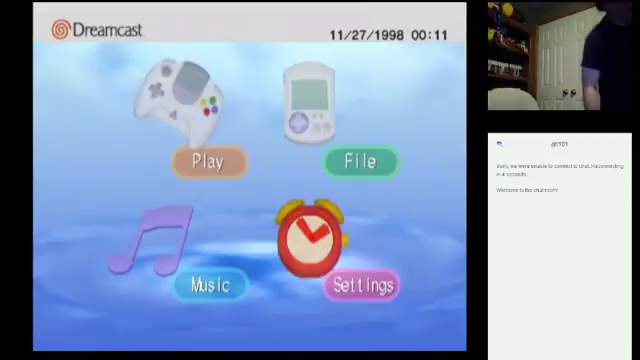 Dreamcast
11/27/1998 00:11
Play
File
Music
Settings
Sorry, we were unable to connect to chat. Reconnecting
in 4 seconds.
Welcome to the chat room!